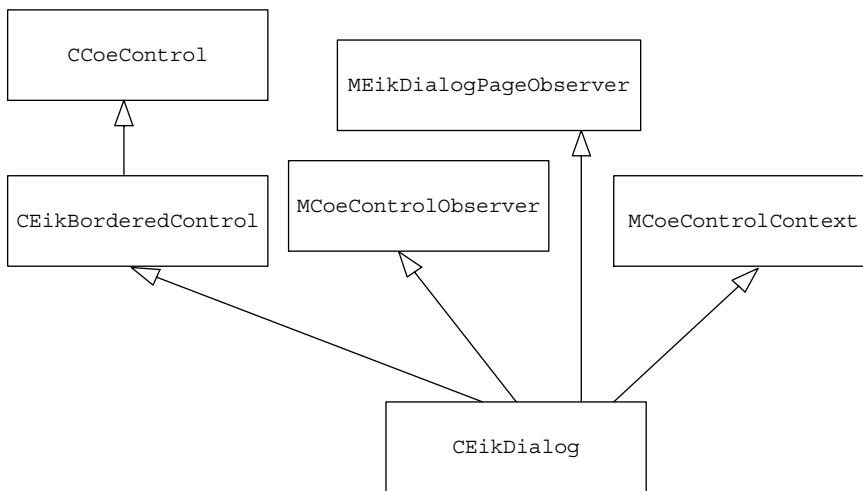 CCoeControl
MEikDialogPageObserver
CEikBorderedControl
MCoeControlObserver
MCoeControlContext
CEikDialog